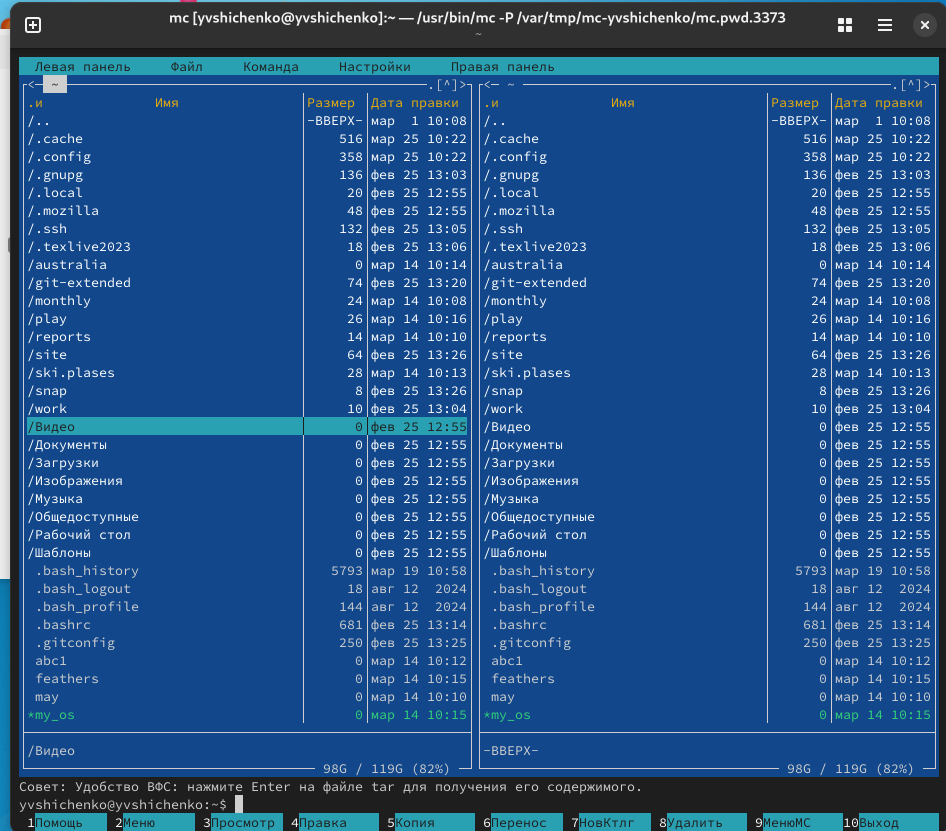 mc [yvshichenko@yvshichenko]:~ — /usr/bin/mc -P /var/tmp/mc-yvshichenko/mc.pwd.3373
~
Левая панель Файл Команда Настройки Правая панель
<─ ~ .[^]> <─ ~ .[^]>
.и Имя Размер Дата правки .и Имя Размер Дата правки
/.. -ВВЕРХ- мар 1 10:08 /.. -ВВЕРХ- мар 1 10:08
/.cache 516 мар 25 10:22 /.cache 516 мар 25 10:22
/.config 358 мар 25 10:22 /.config 358 мар 25 10:22
/.gnupg 136 фев 25 13:03 /.gnupg 136 фев 25 13:03
/.local 20 фев 25 12:55 /.local 20 фев 25 12:55
/.mozilla 48 фев 25 12:55 /.mozilla 48 фев 25 12:55
/.ssh 132 фев 25 13:05 /.ssh 132 фев 25 13:05
/.texlive2023 18 фев 25 13:06 /.texlive2023 18 фев 25 13:06
/australia 0 мар 14 10:14 /australia 0 мар 14 10:14
/git-extended 74 фев 25 13:20 /git-extended 74 фев 25 13:20
/monthly 24 мар 14 10:08 /monthly 24 мар 14 10:08
/play 26 мар 14 10:16 /play 26 мар 14 10:16
/reports 14 мар 14 10:10 /reports 14 мар 14 10:10
/site 64 фев 25 13:26 /site 64 фев 25 13:26
/ski.plases 28 мар 14 10:13 /ski.plases 28 мар 14 10:13
/snap 8 фев 25 13:26 /snap 8 фев 25 13:26
/work 10 фев 25 13:04 /work 10 фев 25 13:04
/Видео 0 фев 25 12:55 /Видео 0 фев 25 12:55
/Документы 0 фев 25 12:55 /Документы 0 фев 25 12:55
/Загрузки 0 фев 25 12:55 /Загрузки 0 фев 25 12:55
/Изображения 0 фев 25 12:55 /Изображения 0 фев 25 12:55
/Музыка 0 фев 25 12:55 /Музыка 0 фев 25 12:55
/Общедоступные 0 фев 25 12:55 /Общедоступные 0 фев 25 12:55
/Рабочий стол 0 фев 25 12:55 /Рабочий стол 0 фев 25 12:55
/Шаблоны 0 фев 25 12:55 /Шаблоны 0 фев 25 12:55
.bash_history 5793 мар 19 10:58 .bash_history 5793 мар 19 10:58
.bash_logout 18 авг 12 2024 .bash_logout 18 авг 12 2024
.bash_profile 144 авг 12 2024 .bash_profile 144 авг 12 2024
.bashrc 681 фев 25 13:14 .bashrc 681 фев 25 13:14
.gitconfig 250 фев 25 13:25 .gitconfig 250 фев 25 13:25
abc1 0 мар 14 10:12 abc1 0 мар 14 10:12
feathers 0 мар 14 10:15 feathers 0 мар 14 10:15
may 0 мар 14 10:10 may 0 мар 14 10:10
*my_os 0 мар 14 10:15 *my_os 0 мар 14 10:15
/Видео -ВВЕРХ-
98G / 119G (82%) 98G / 119G (82%)
Совет: Удобство ВФС: нажмите Enter на файле tar для получения его содержимого.
yvshichenko@yvshichenko:~$
1Помощь 2Меню 3Просмотр 4Правка 5Копия 6Перенос 7НовКтлг 8Удалить 9МенюМС 10Выход